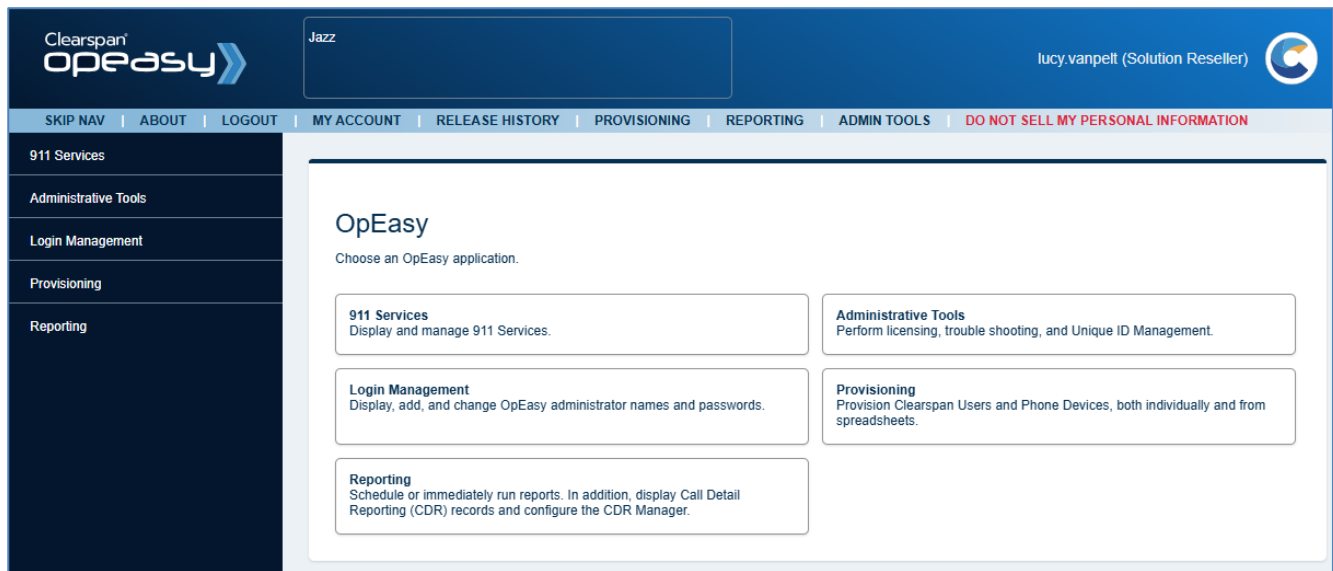 Clearspan®
opeasy
Jazz
lucy.vanpelt (Solution Reseller)
SKIP NAV | ABOUT | LOGOUT | MY ACCOUNT | RELEASE HISTORY | PROVISIONING | REPORTING | ADMIN TOOLS | DO NOT SELL MY PERSONAL INFORMATION
911 Services
Administrative Tools
Login Management
Provisioning
Reporting
OpEasy
Choose an OpEasy application.
911 Services
Display and manage 911 Services.
Administrative Tools
Perform licensing, trouble shooting, and Unique ID Management.
Login Management
Display, add, and change OpEasy administrator names and passwords.
Provisioning
Provision Clearspan Users and Phone Devices, both individually and from
spreadsheets.
Reporting
Schedule or immediately run reports. In addition, display Call Detail
Reporting (CDR) records and configure the CDR Manager.